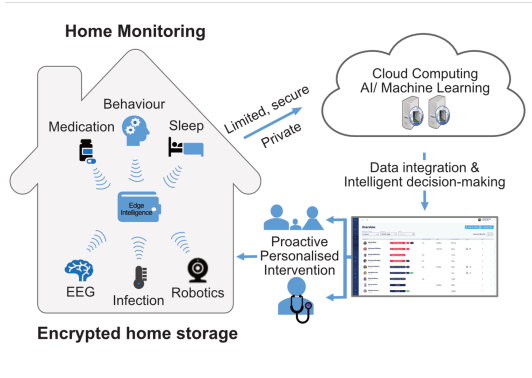 Home Monitoring
Behaviour
Medication
Sleep
Edge
Intelligence
EEG
Infection
Robotics
Encrypted home storage
Limited, secure
Private
Cloud Computing
AI/ Machine Learning
Data integration &
Intelligent decision-making
Overview
Proactive
Personalised
Intervention